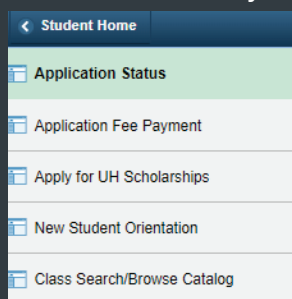 Student Home
Application Status
Application Fee Payment
Apply for UH Scholarships
New Student Orientation
Class Search/Browse Catalog